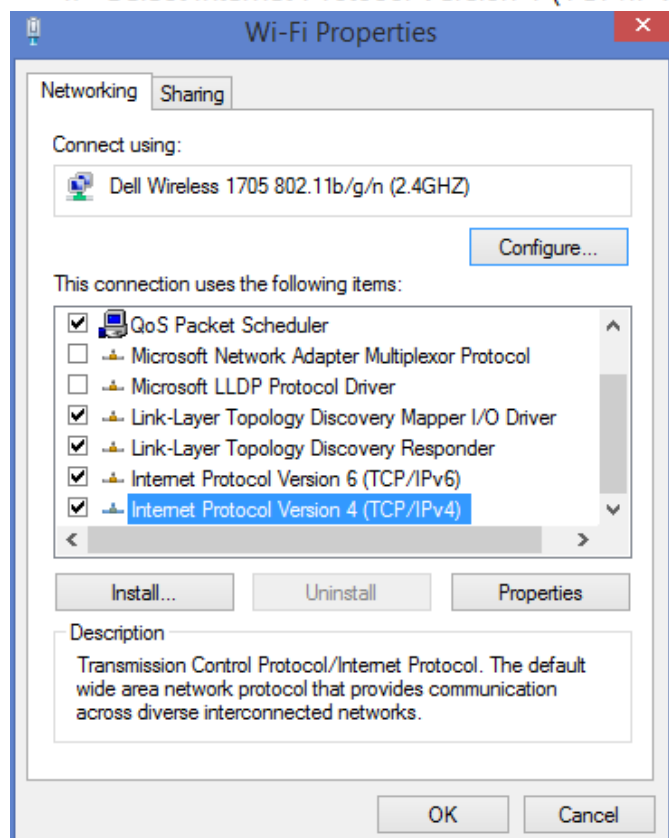 Wi-Fi Properties
Networking
Sharing
Connect using:
Dell Wireless 1705 802.11b/g/n (2.4GHZ)
Configure...
This connection uses the following items:
QoS Packet Scheduler
Microsoft Network Adapter Multiplexor Protocol
Microsoft LLDP Protocol Driver
Link-Layer Topology Discovery Mapper I/O Driver
Link-Layer Topology Discovery Responder
Internet Protocol Version 6 (TCP/IPv6)
Internet Protocol Version 4 (TCP/IPv4)
Install...
Uninstall
Properties
Description
Transmission Control Protocol/Internet Protocol. The default
wide area network protocol that provides communication
across diverse interconnected networks.
OK
Cancel